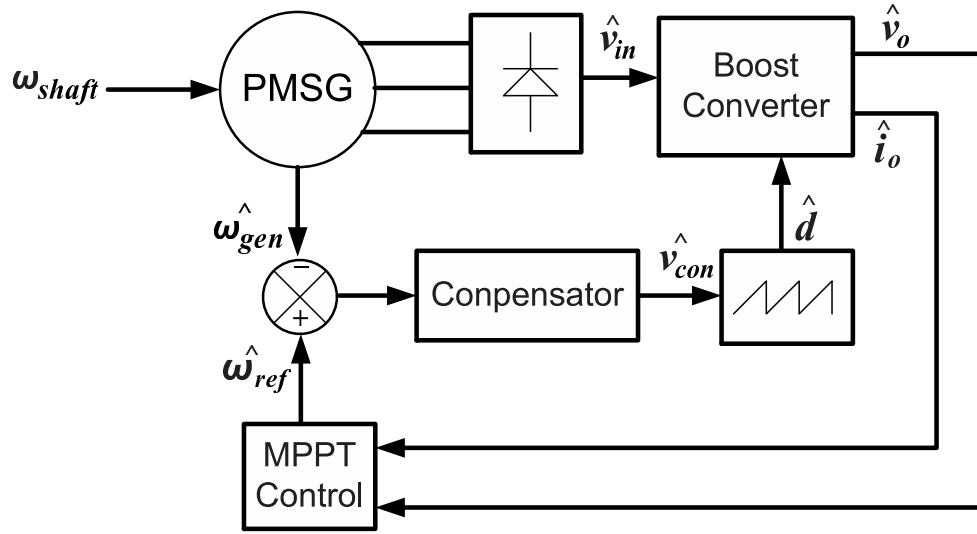 ω_shaft
PMSG
v̂_in
Boost
Converter
v̂_o
î_o
ω̂_gen
−
+
Conpensator
v̂_con
d̂
ω̂_ref
MPPT
Control